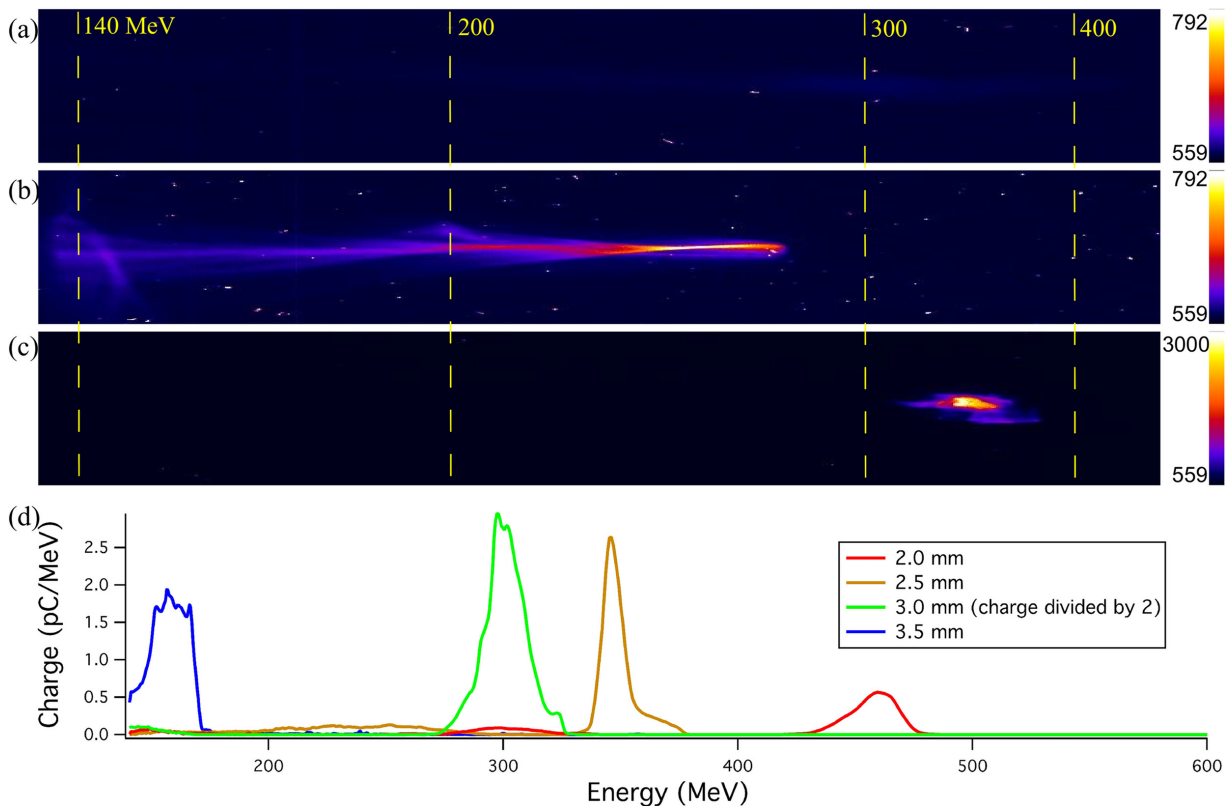 (a)
140 MeV
200
300
400
792
559
(b)
792
559
(c)
3000
559
(d)
Charge (pC/MeV)
2.5
2.0
1.5
1.0
0.5
0.0
2.0 mm
2.5 mm
3.0 mm (charge divided by 2)
3.5 mm
200
300
400
500
600
Energy (MeV)